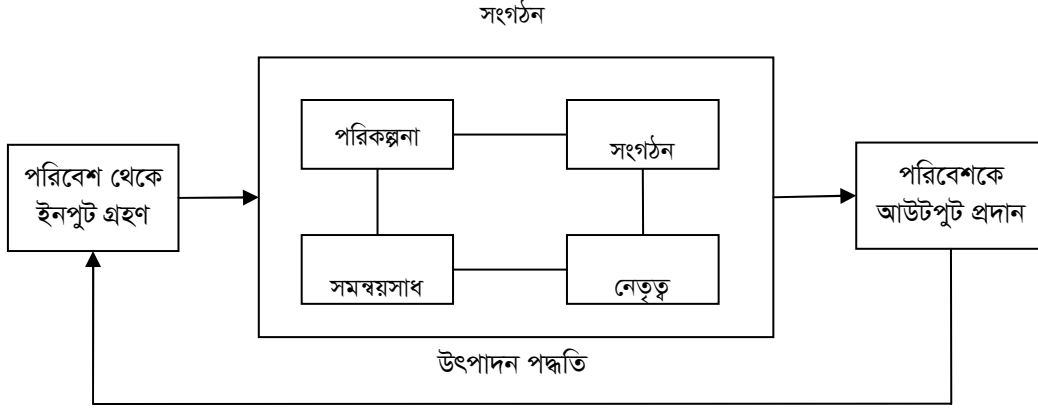 সংগঠন
পরিকল্পনা
সংগঠন
পরিবেশ থেকে
ইনপুট গ্রহণ
পরিবেশকে
আউটপুট প্রদান
সমন্বয়সাধ
নেতৃত্ব
উৎপাদন পদ্ধতি